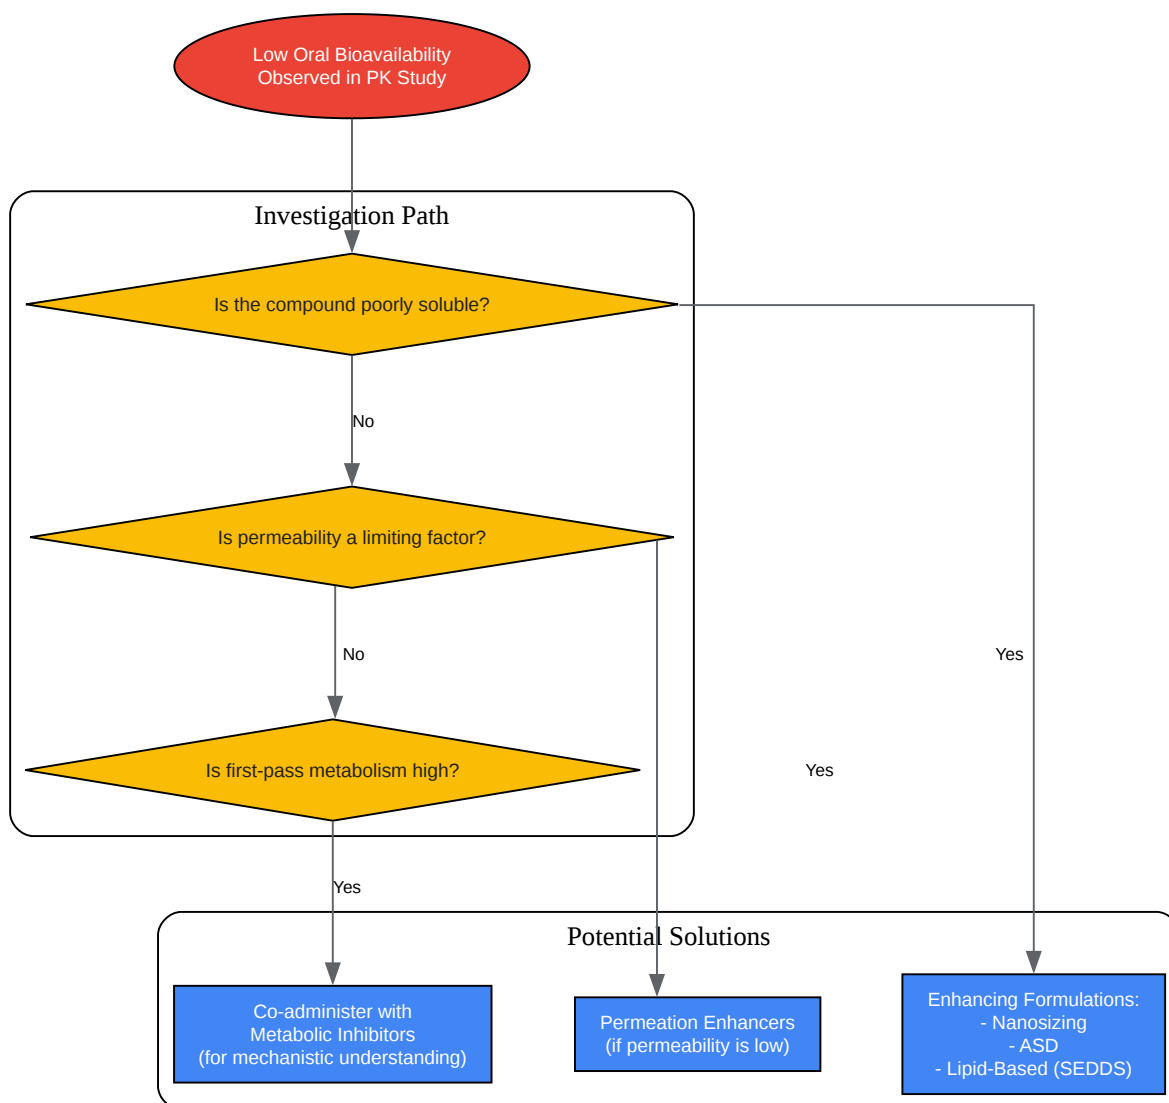 Low Oral Bioavailability
Observed in PK Study
Investigation Path
Is the compound poorly soluble?
No
Is permeability a limiting factor?
No
Yes
Is first-pass metabolism high?
Yes
Yes
Potential Solutions
Co-administer with
Metabolic Inhibitors
(for mechanistic understanding)
Permeation Enhancers
(if permeability is low)
Enhancing Formulations:
- Nanosizing
- ASD
- Lipid-Based (SEDDS)